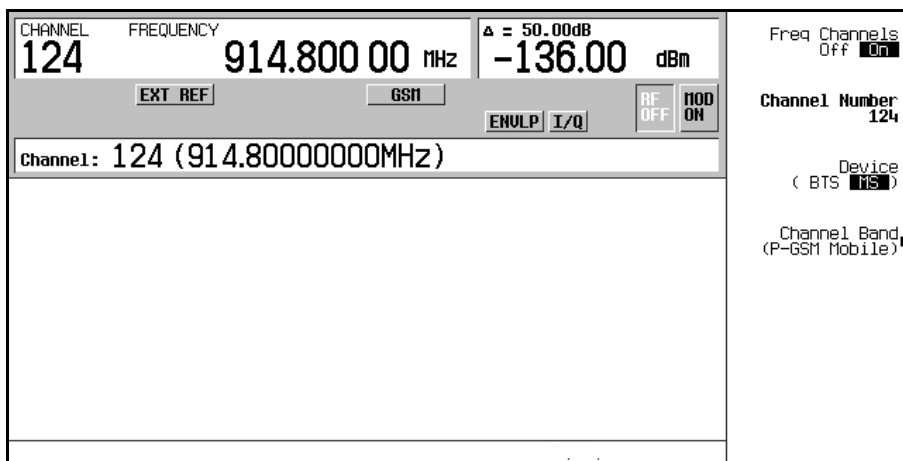 CHANNEL FREQUENCY
124 914.800 00 MHz
Δ = 50.00dB
-136.00 dBm
EXT REF GSM
ENVLP I/Q
RF OFF
MOD ON
Channel: 124 (914.80000000MHz)
Freq Channels
Off On
Channel Number
124
Device
( BTS MS )
Channel Band
(P-GSM Mobile)